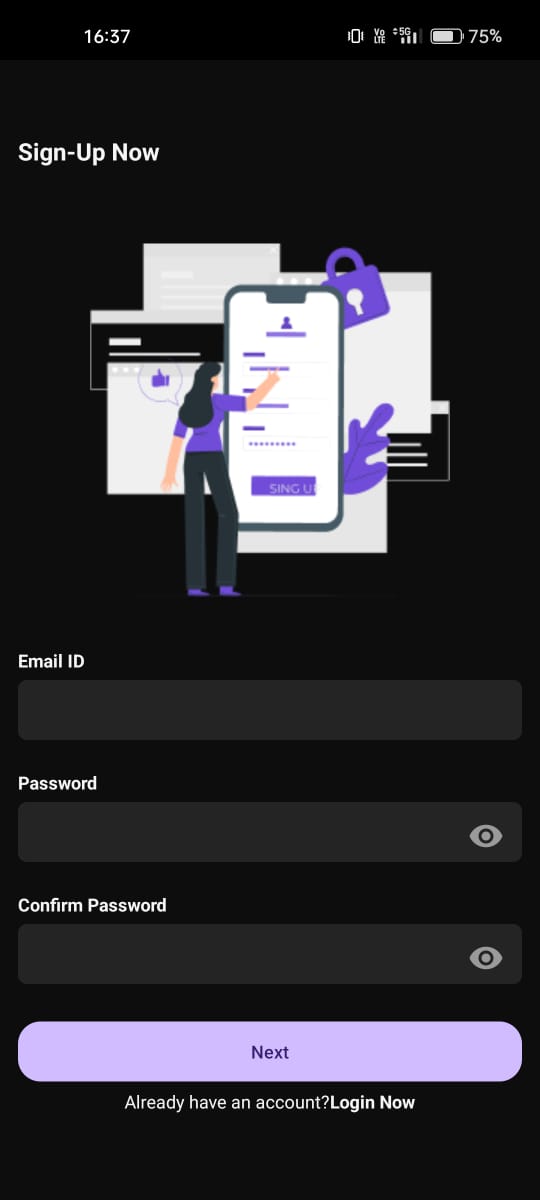 16:37 Vo LTE 5G 75%
Sign-Up Now
SING UP
Email ID
Password
Confirm Password
Next
Already have an account?Login Now